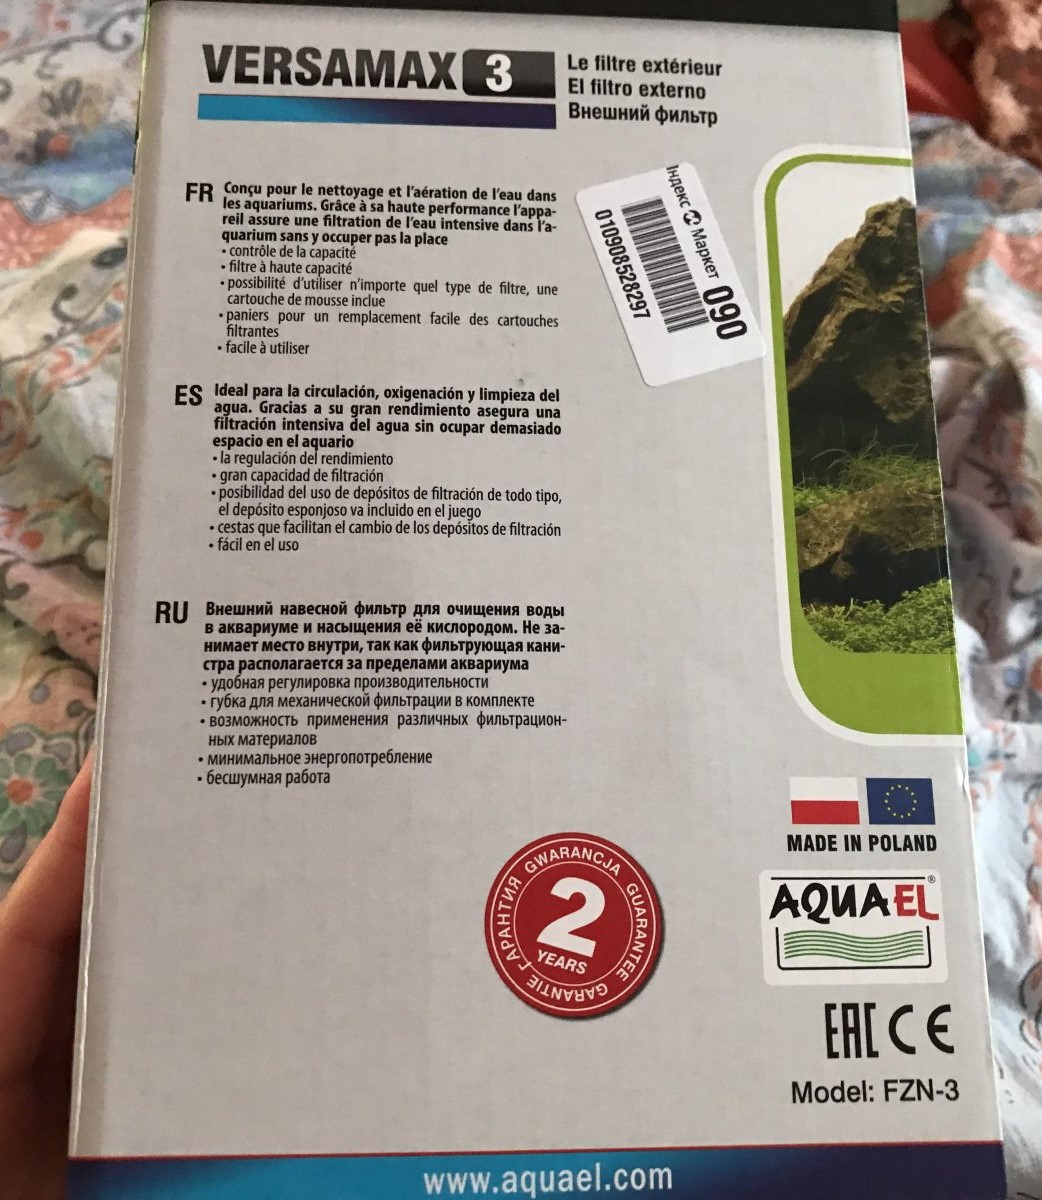 VERSAMAX 3
Le filtre extérieur
El filtro externo
Внешний фильтр
FR Conçu pour le nettoyage et l'aération de l'eau dans
les aquariums. Grâce à sa haute performance l'appa-
reil assure une filtration de l'eau intensive dans l'a-
quarium sans y occuper pas la place
• contrôle de la capacité
• filtre à haute capacité
• possibilité d'utiliser n'importe quel type de filtre, une
cartouche de mousse inclue
• paniers pour un remplacement facile des cartouches
filtrantes
• facile à utiliser
ндекс Маркет
090
010908528297
ES Ideal para la circulación, oxigenación y limpieza del
agua. Gracias a su gran rendimiento asegura una
filtración intensiva del agua sin ocupar demasiado
espacio en el aquario
• la regulación del rendimiento
• gran capacidad de filtración
• posibilidad del uso de depósitos de filtración de todo tipo,
el depósito esponjoso va incluido en el juego
• cestas que facilitan el cambio de los depósitos de filtración
• fácil en el uso
RU Внешний навесной фильтр для очищения воды
в аквариуме и насыщения её кислородом. Не за-
нимает место внутри, так как фильтрующая кани-
стра располагается за пределами аквариума
• удобная регулировка производительности
• губка для механической фильтрации в комплекте
• возможность применения различных фильтрацион-
ных материалов
• минимальное энергопотребление
• бесшумная работа
GWARANCJA GUARANTEE GARANTIE ГАРАНТИЯ
2
YEARS
MADE IN POLAND
AQUAEL®
EAC CE
Model: FZN-3
www.aquael.com